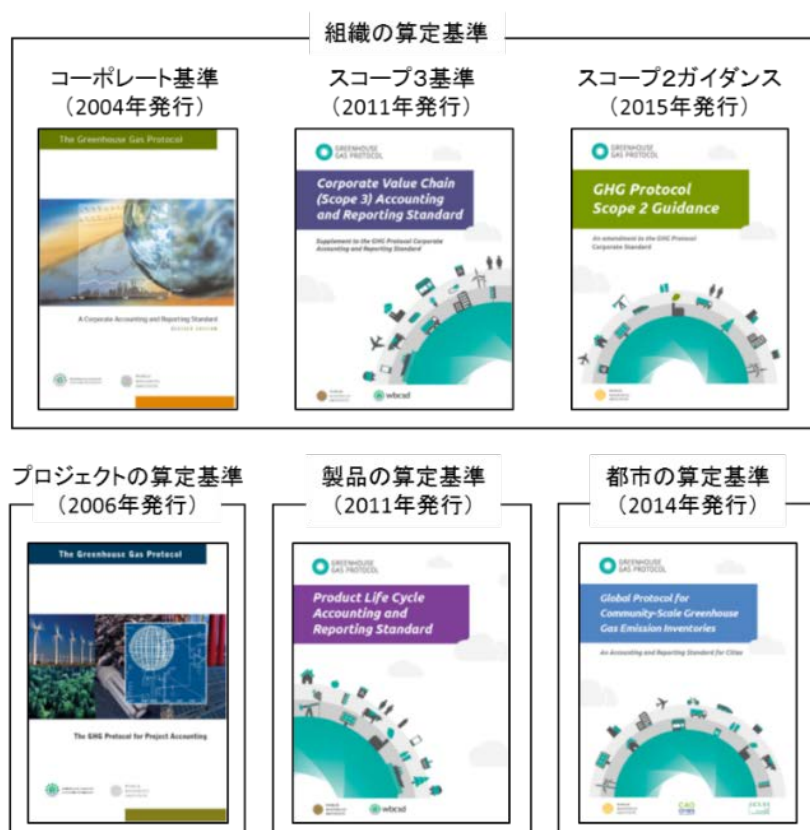 組織の算定基準
コーポレート基準
（2004年発行）
スコープ3基準
（2011年発行）
スコープ2ガイダンス
（2015年発行）
The Greenhouse Gas Protocol
A Corporate Accounting and Reporting Standard
REVISED EDITION
GREENHOUSE
GAS PROTOCOL
Corporate Value Chain
(Scope 3) Accounting
and Reporting Standard
Supplement to the GHG Protocol Corporate
Accounting and Reporting Standard
wbcsd
GREENHOUSE
GAS PROTOCOL
GHG Protocol
Scope 2 Guidance
An amendment to the GHG Protocol
Corporate Standard
プロジェクトの算定基準
（2006年発行）
製品の算定基準
（2011年発行）
都市の算定基準
（2014年発行）
The Greenhouse Gas Protocol
The GHG Protocol for Project Accounting
GREENHOUSE
GAS PROTOCOL
Product Life Cycle
Accounting and
Reporting Standard
wbcsd
GREENHOUSE
GAS PROTOCOL
Global Protocol for
Community-Scale Greenhouse
Gas Emission Inventories
An Accounting and Reporting Standard for Cities
C40